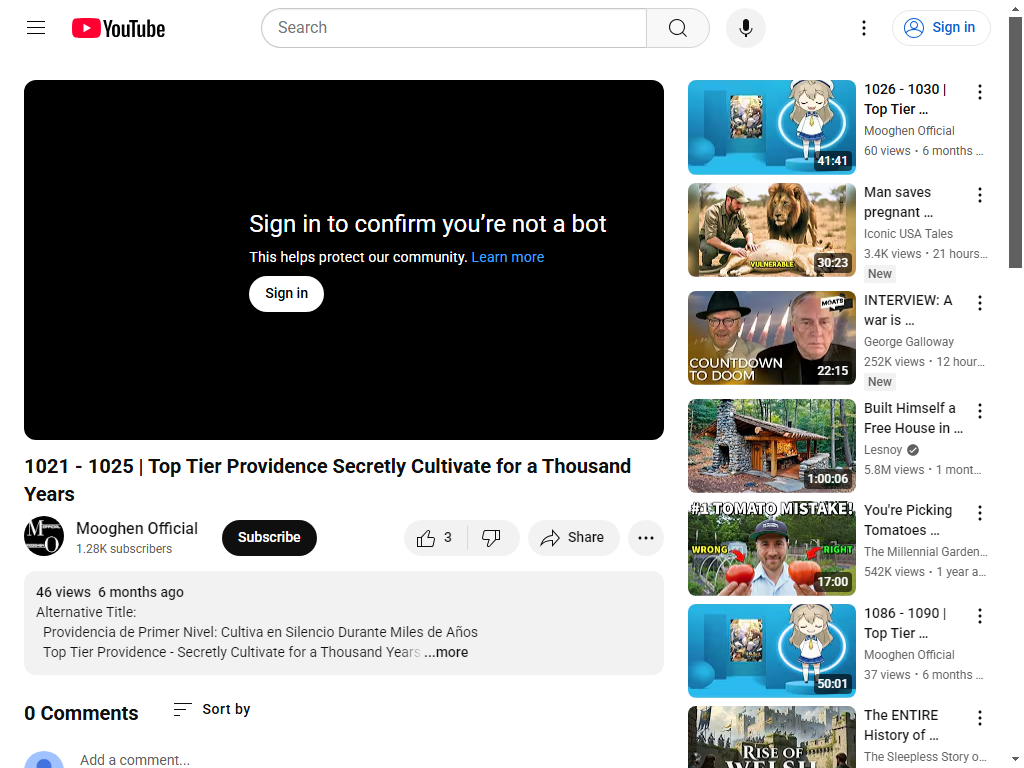 YouTube
Search
Sign in
Sign in to confirm you’re not a bot
This helps protect our community. Learn more
Sign in
1021 - 1025 | Top Tier Providence Secretly Cultivate for a Thousand
Years
Mooghen Official
1.28K subscribers
Subscribe
3
Share
46 views 6 months ago
Alternative Title:
Providencia de Primer Nivel: Cultiva en Silencio Durante Miles de Años
Top Tier Providence - Secretly Cultivate for a Thousand Years ...more
0 Comments
Sort by
Add a comment...
41:41
1026 - 1030 |
Top Tier ...
Mooghen Official
60 views • 6 months ...
VULNERABLE
30:23
Man saves
pregnant ...
Iconic USA Tales
3.4K views • 21 hours...
New
MOATS
COUNTDOWN
TO DOOM
22:15
INTERVIEW: A
war is ...
George Galloway
252K views • 12 hour...
New
1:00:06
Built Himself a
Free House in ...
Lesnoy
5.8M views • 1 mont...
#1 TOMATO MISTAKE!
WRONG
RIGHT
17:00
You're Picking
Tomatoes ...
The Millennial Garden...
542K views • 1 year a...
50:01
1086 - 1090 |
Top Tier ...
Mooghen Official
37 views • 6 months ...
RISE OF
WELSH
The ENTIRE
History of ...
The Sleepless Story o...